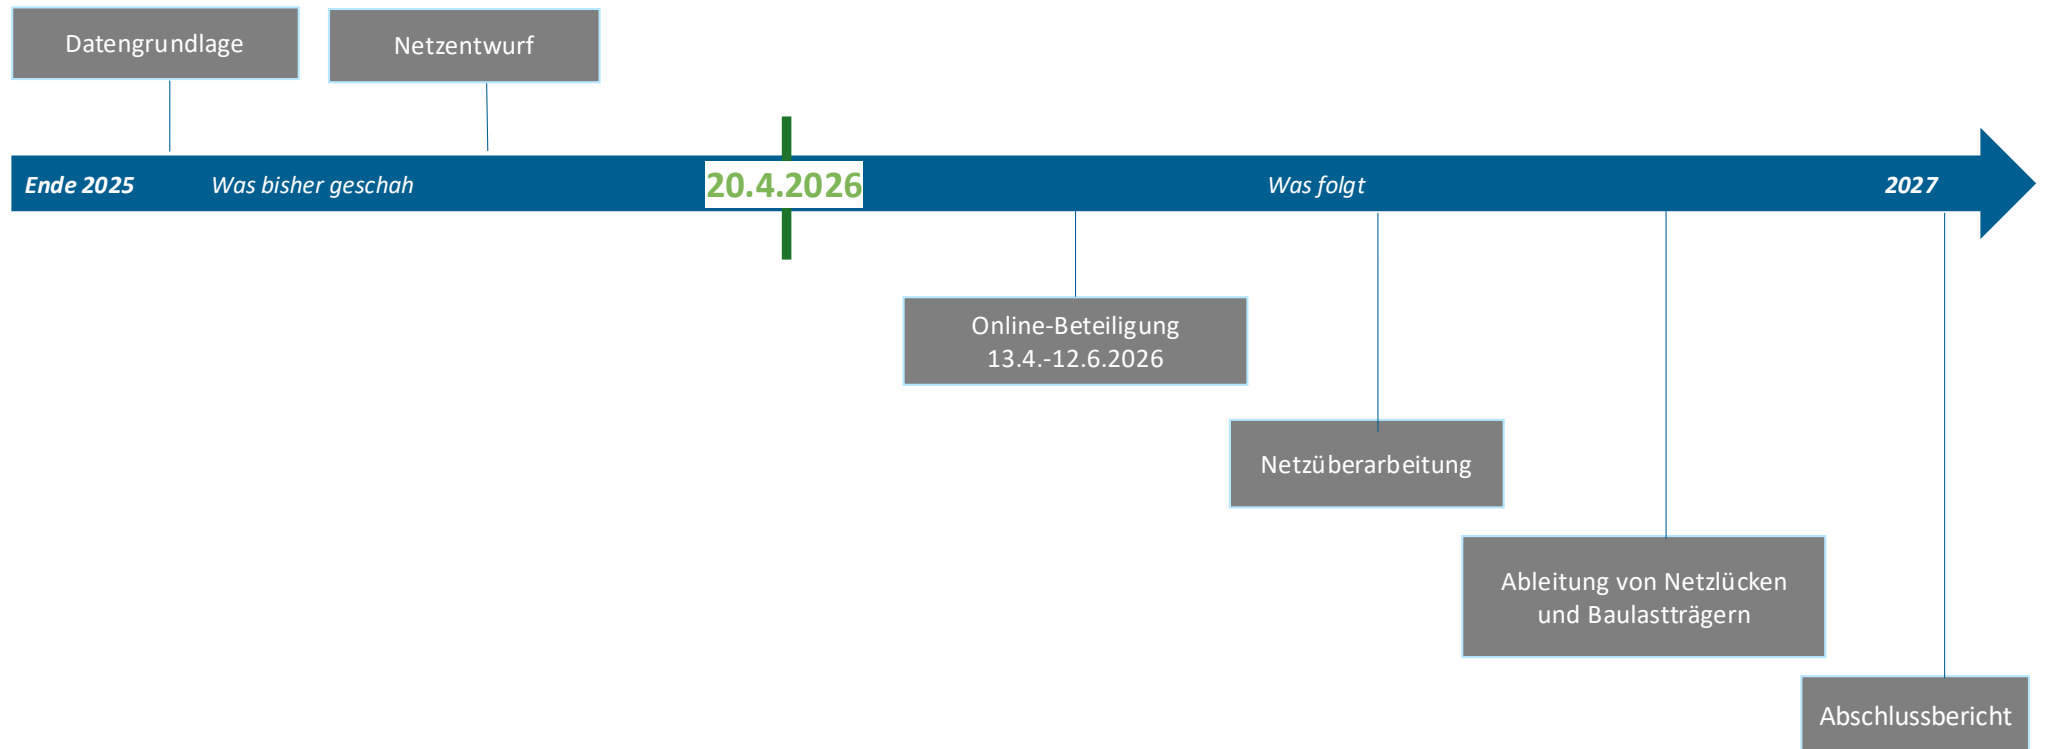 Datengrundlage
Netzentwurf
Ende 2025
Was bisher geschah
20.4.2026
Was folgt
2027
Online-Beteiligung
13.4.-12.6.2026
Netzüberarbeitung
Ableitung von Netzlücken
und Baulastträgern
Abschlussbericht